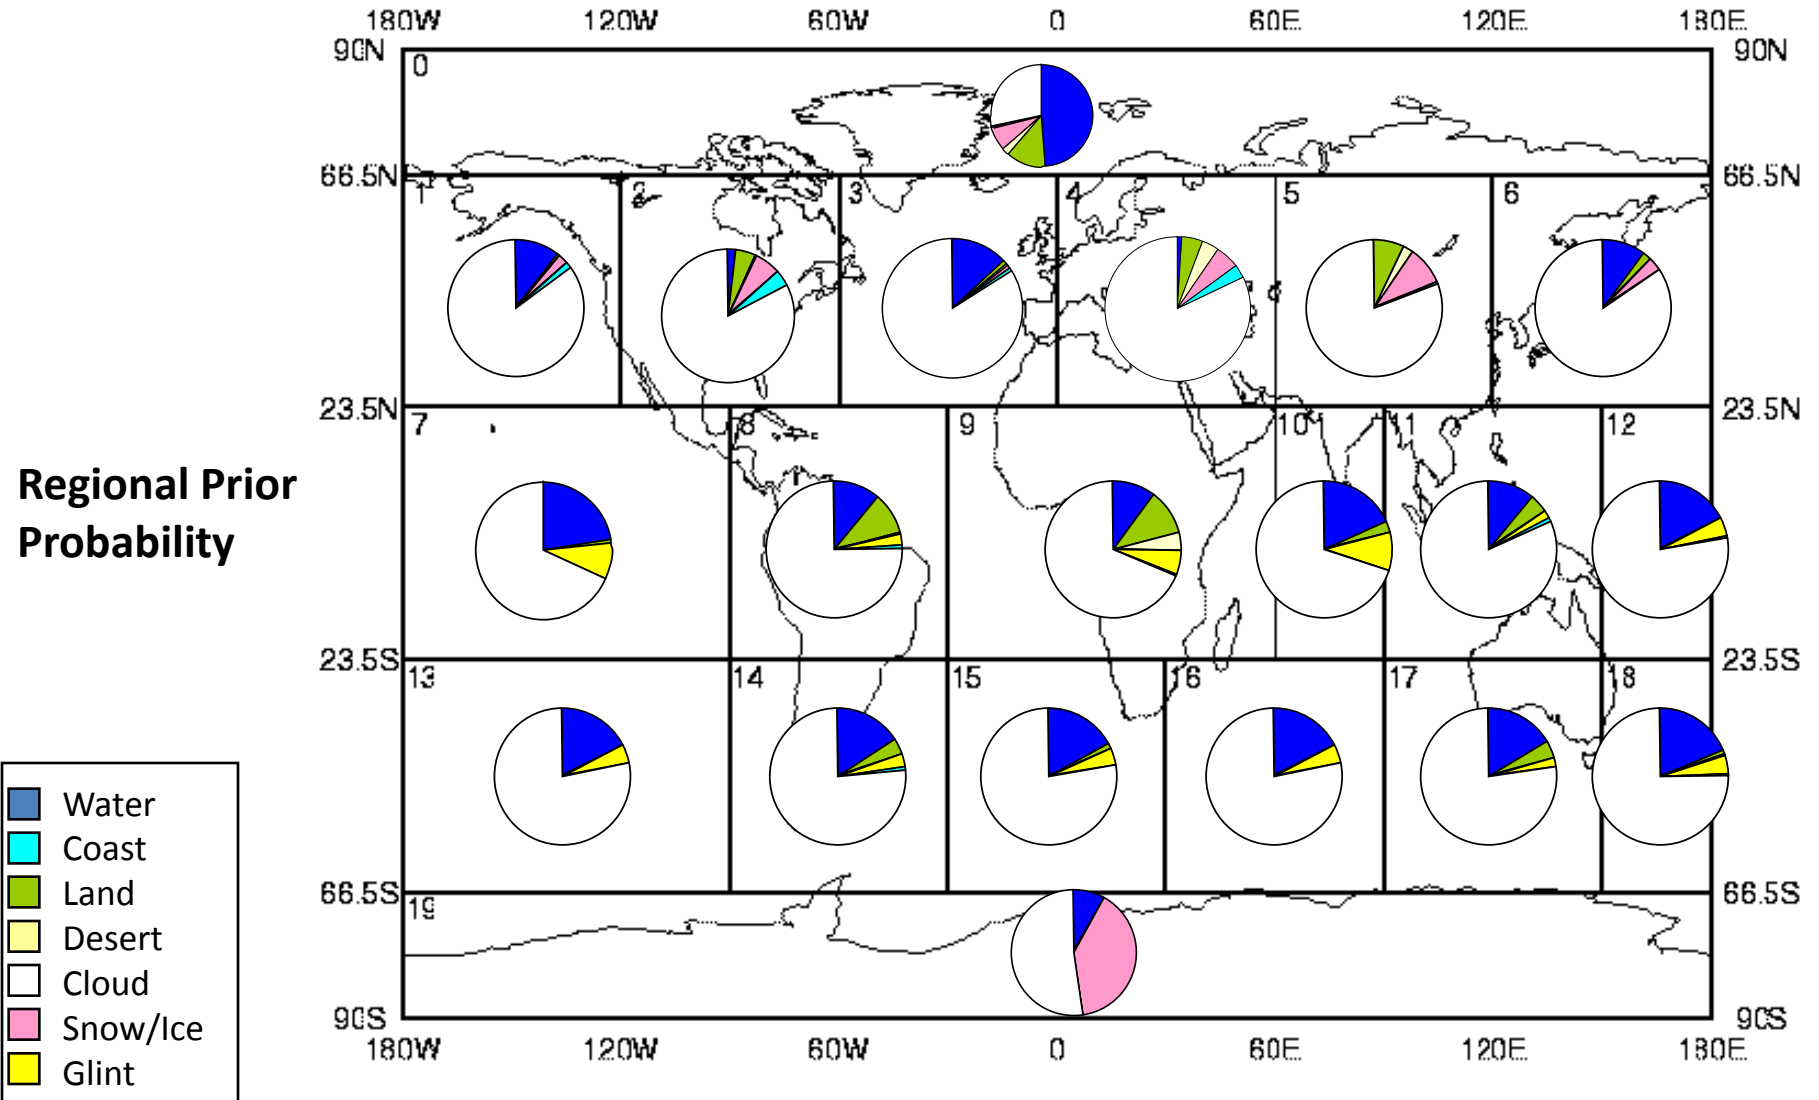 180W 120W 60W 0 60E 120E 180E
90N 90N
0
66.5N 66.5N
1 2 3 4 5 6
23.5N 23.5N
7 8 9 10 11 12
Regional Prior
Probability
23.5S 23.5S
13 14 15 16 17 18
Water
Coast
Land
Desert
Cloud
Snow/Ice
Glint
66.5S 66.5S
19
90S 90S
180W 120W 60W 0 60E 120E 180E